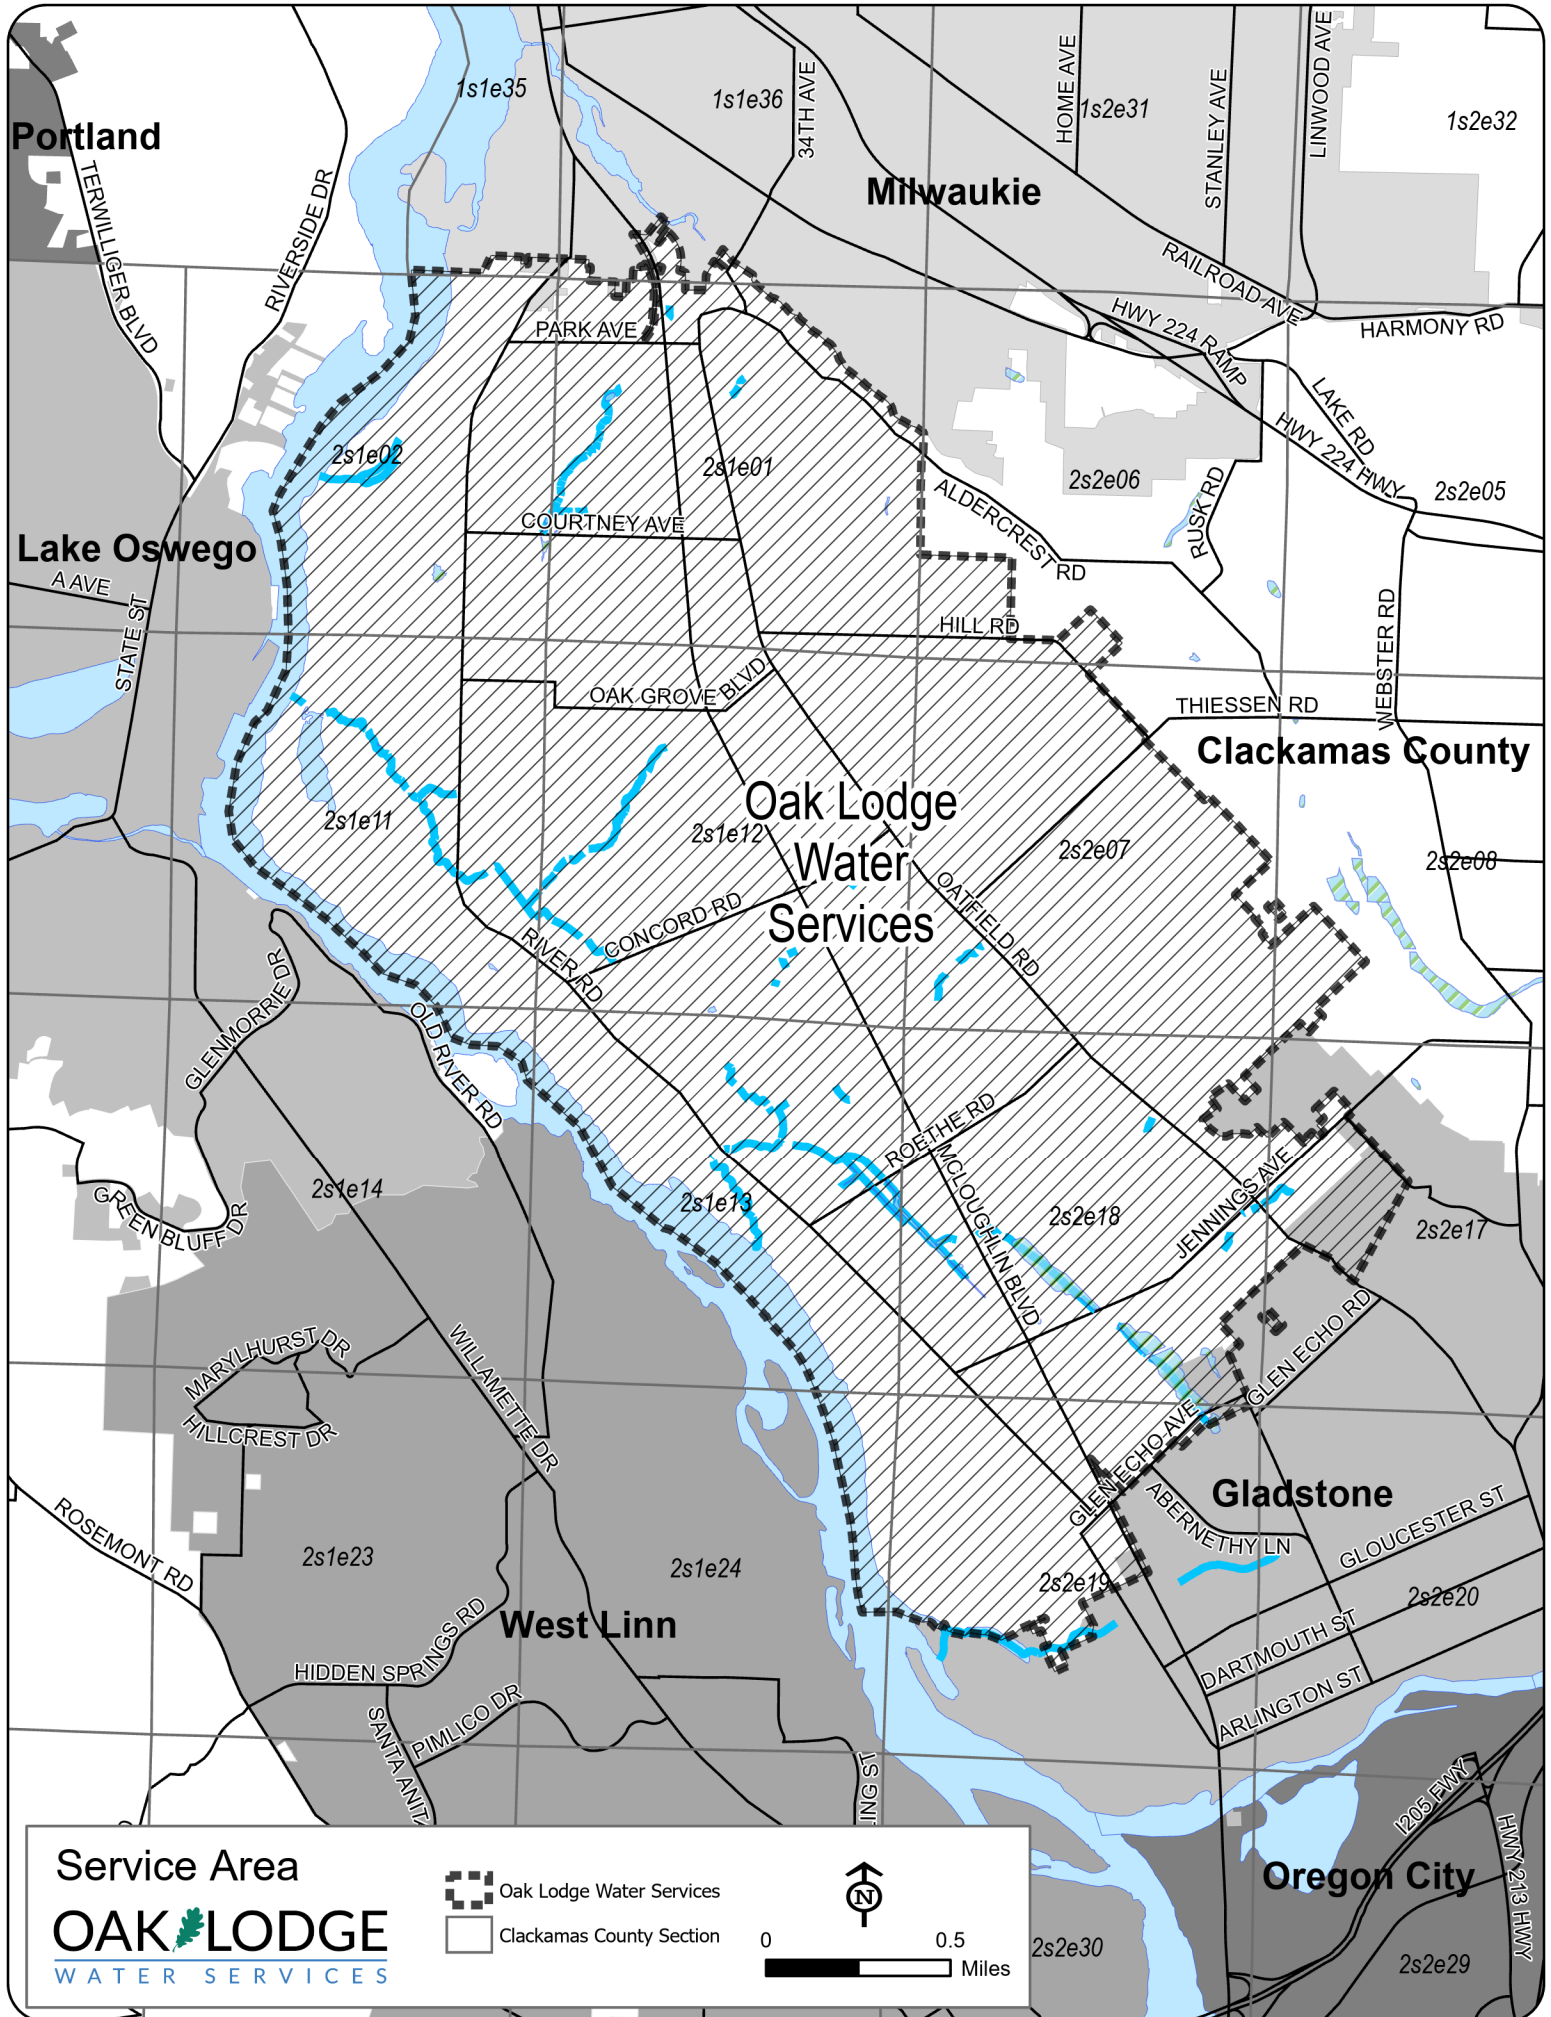 1s1e35
1s1e36
34TH AVE
HOME AVE
1s2e31
STANLEY AVE
LINWOOD AVE
1s2e32
Portland
TERWILLIGER BLVD
RIVERSIDE DR
Milwaukie
RAILROAD AVE
HARMONY RD
HWY 224 RAMP
PARK AVE
LAKE RD
HWY 224 HWY
2s1e02
2s1e01
2s2e06
2s2e05
ALDERCREST RD
RUSK RD
COURTNEY AVE
Lake Oswego
A AVE
STATE ST
HILL RD
WEBSTER RD
OAK GROVE BLVD
THIESSEN RD
Clackamas County
Oak Lodge
Water
Services
2s1e11
2s1e12
2s2e07
2s2e08
OATFIELD RD
CONCORD RD
RIVER RD
GLENMORRIE DR
OLD RIVER RD
ROETHE RD
MCLOUGHLIN BLVD
JENNINGS AVE
2s1e14
2s1e13
2s2e18
2s2e17
GREEN BLUFF DR
MARYLHURST DR
HILLCREST DR
WILLAMETTE DR
GLEN ECHO RD
GLEN ECHO AVE
Gladstone
ABERNETHY LN
GLOUCESTER ST
ROSEMONT RD
2s1e23
2s1e24
2s2e19
2s2e20
West Linn
DARTMOUTH ST
ARLINGTON ST
HIDDEN SPRINGS RD
SANTA ANIT
PIMLICO DR
LING ST
I205 FWY
HWY 213 HWY
Oregon City
2s2e30
2s2e29
Service Area
OAK LODGE
WATER SERVICES
Oak Lodge Water Services
Clackamas County Section
N
0 0.5
Miles